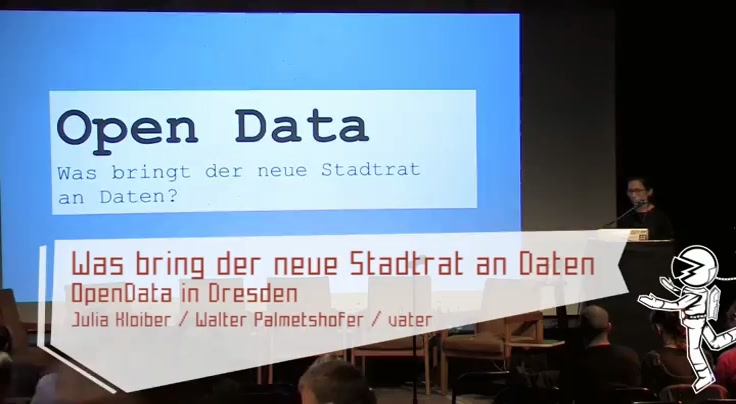 Open Data
Was bringt der neue Stadtrat
an Daten?
Was bring der neue Stadtrat an Daten
OpenData in Dresden
Julia Kloiber / Walter Palmetshofer / vater